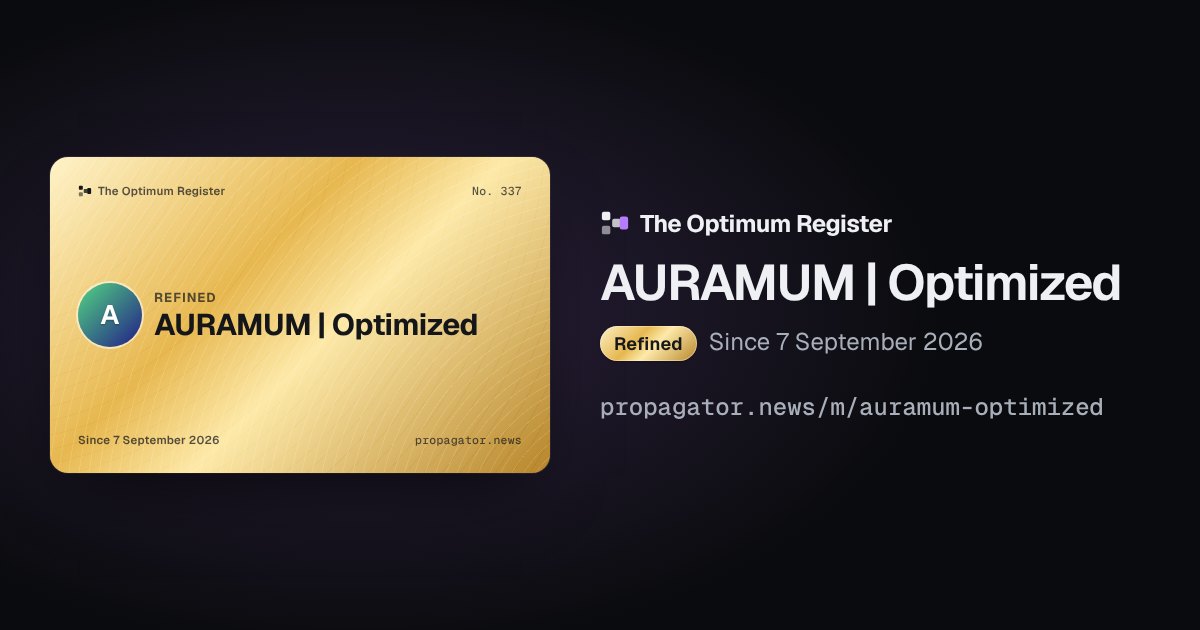 The Optimum Register
No. 337
A
REFINED
AURAMUM | Optimized
Since 7 September 2026
propagator.news
The Optimum Register
AURAMUM | Optimized
Refined
Since 7 September 2026
propagator.news/m/auramum-optimized